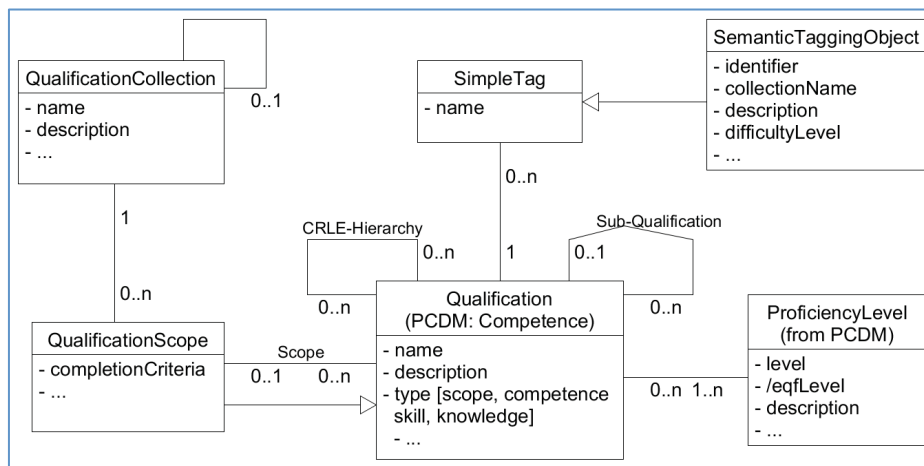 QualificationCollection
- name
- description
- ...
0..1
SimpleTag
- name
SemanticTaggingObject
- identifier
- collectionName
- description
- difficultyLevel
- ...
1
0..n
0..n
1
CRLE-Hierarchy
0..n
0..n
Sub-Qualification
0..1
0..n
QualificationScope
- completionCriteria
- ...
Scope
0..1 0..n
Qualification
(PCDM: Competence)
- name
- description
- type [scope, competence
skill, knowledge]
- ...
0..n 1..n
ProficiencyLevel
(from PCDM)
- level
- /eqfLevel
- description
- ...